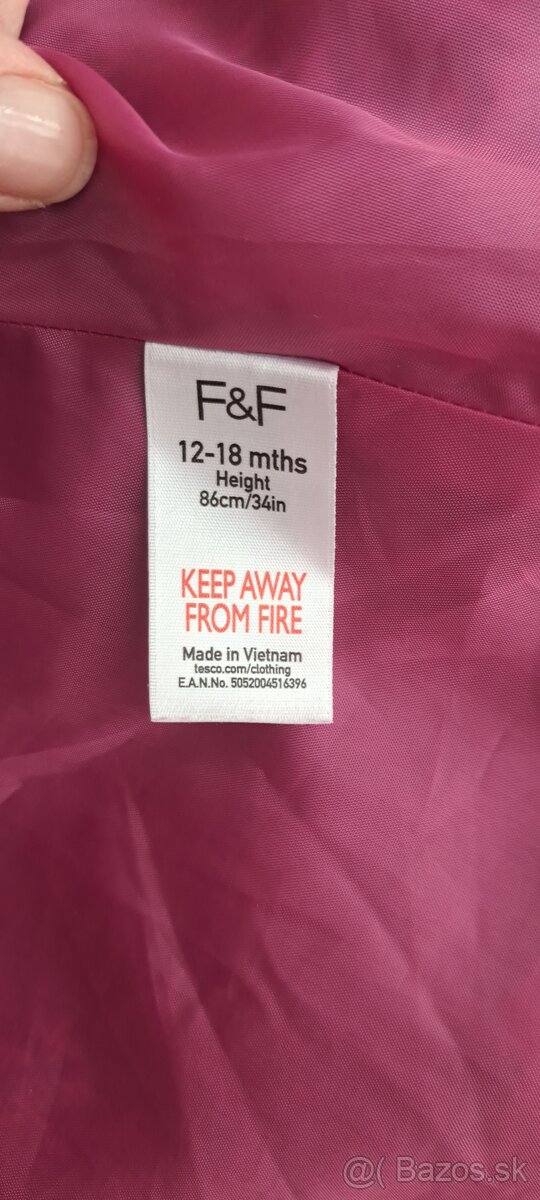 F&F
12-18 mths
Height
86cm/34in
KEEP AWAY
FROM FIRE
Made in Vietnam
tesco.com/clothing
E.A.N.No. 5052004516396
@( Bazos.sk